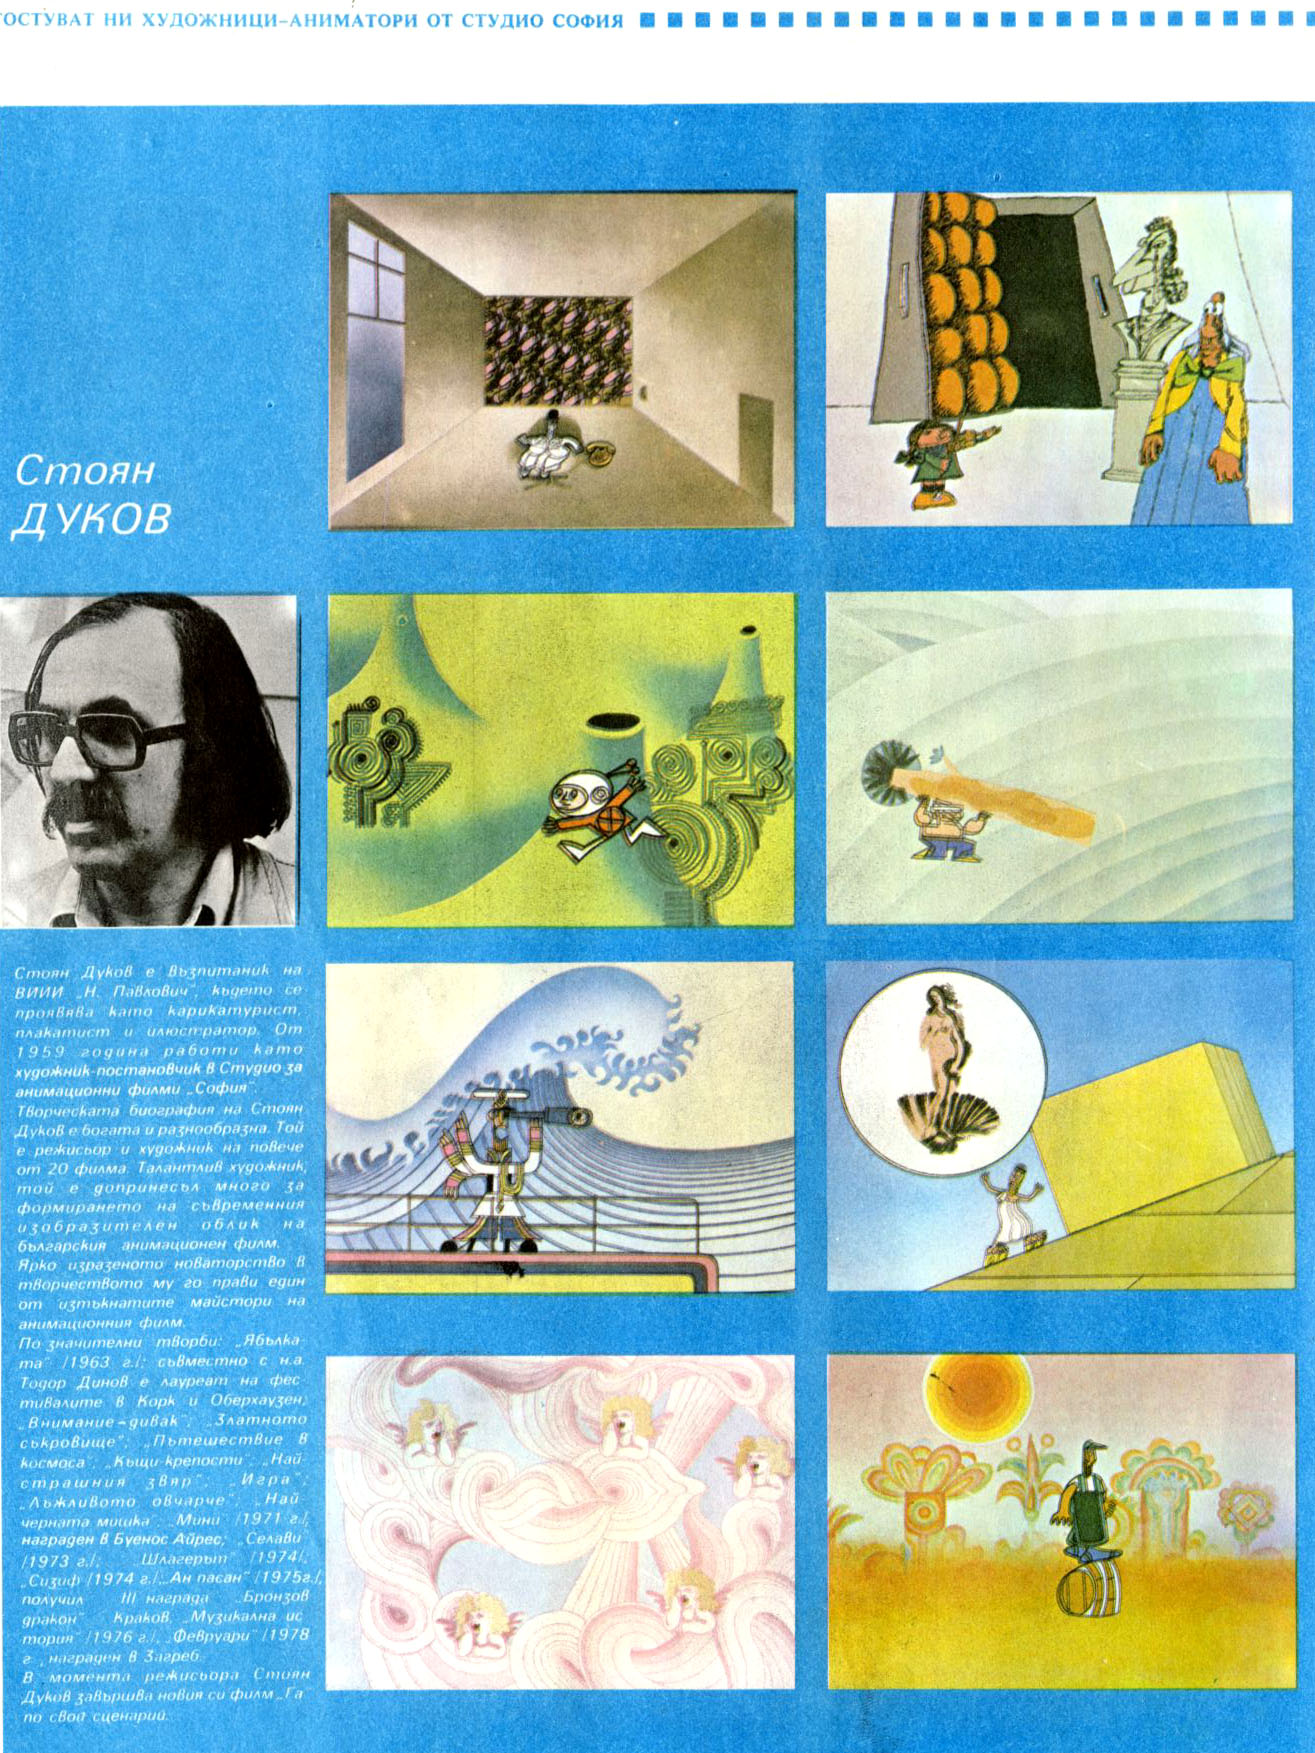 ГОСТУВАТ НИ ХУДОЖНИЦИ-АНИМАТОРИ ОТ СТУДИО СОФИЯ
Стоян
ДУКОВ
Стоян Дуков е възпитаник на
ВИИИ „Н. Павлович", където се
проявява като карикатурист,
плакатист и илюстратор. От
1959 година работи като
художник-постановчик в Студио за
анимационни филми „София".
Творческата биография на Стоян
Дуков е богата и разнообразна. Той
е режисьор и художник на повече
от 20 филма. Талантлив художник,
той е допринесъл много за
формирането на съвременния
изобразителен облик на
българския анимационен филм.
Ярко изразеното новаторство в
творчеството му го прави един
от изтъкнатите майстори на
анимационния филм.
По значителни творби: „Ябълка-
та" /1963 г./; съвместно с н.а.
Тодор Динов е лауреат на фес-
тивалите в Корк и Оберхаузен;
„Внимание-дивак"; „Златното
съкровище"; „Пътешествие в
космоса"; „Къщи-крепости" „Най-
страшния звяр"; „Игра";
„Лъжливото овчарче"; „Най-
черната мишка"; „Мини" /1971 г./,
награден в Буенос Айрес; „Селави"
/1973 г./; „Шлагерът" /1974/,
„Сизиф" /1974 г./, „Ан пасан" /1975г./,
получил III награда „Бронзов
дракон" Краков, „Музикална ис
тория" /1976 г./, „Февруари" /1978
г., награден в Загреб.
В момента режисьора Стоян
Дуков завършва новия си филм „Га
по свой сценарий.